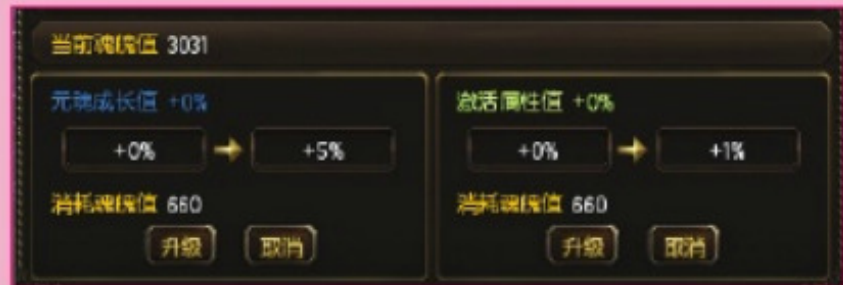 当前魂魄值 3031
元魂成长值 +0%
+0% +5%
消耗魂魄值 660
升级 取消
激活属性值 +0%
+0% +1%
消耗魂魄值 660
升级 取消